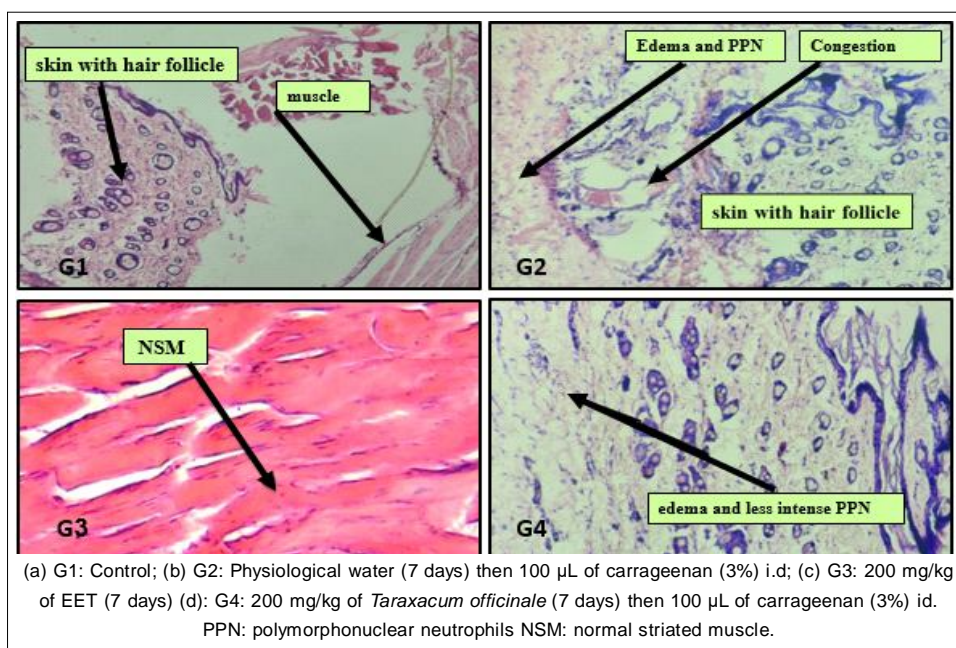 skin with hair follicle
muscle
G1
Edema and PPN
Congestion
skin with hair follicle
G2
NSM
G3
edema and less intense PPN
G4
(a) G1: Control; (b) G2: Physiological water (7 days) then 100 µL of carrageenan (3%) i.d; (c) G3: 200 mg/kg
of EET (7 days) (d): G4: 200 mg/kg of Taraxacum officinale (7 days) then 100 µL of carrageenan (3%) id.
PPN: polymorphonuclear neutrophils NSM: normal striated muscle.